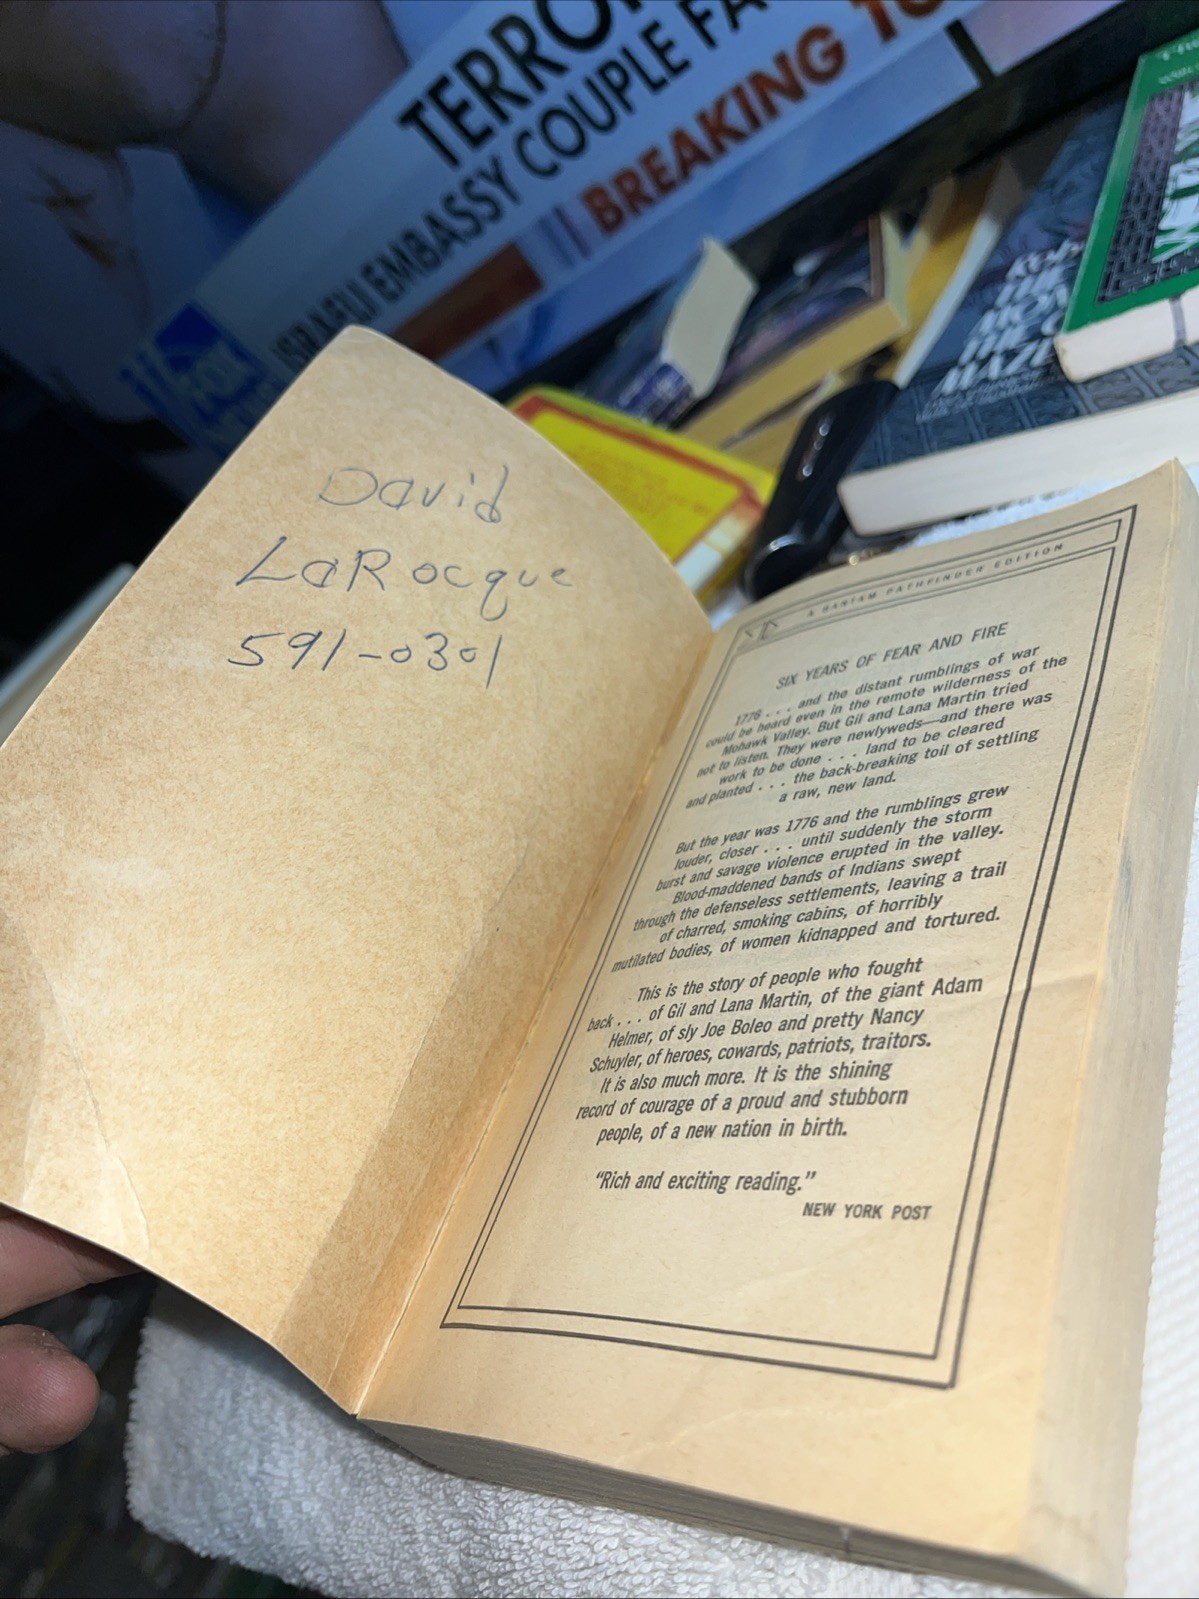 TERRO
EMBASSY COUPLE FA
BREAKING
FOX
David
LaRocque
591-0301
A BANTAM PATHFINDER EDITION
SIX YEARS OF FEAR AND FIRE
1776 . . . and the distant rumblings of war
could be heard even in the remote wilderness of the
Mohawk Valley. But Gil and Lana Martin tried
not to listen. They were newlyweds—and there was
work to be done . . . land to be cleared
and planted . . . the back-breaking toil of settling
a raw, new land.
But the year was 1776 and the rumblings grew
louder, closer . . . until suddenly the storm
burst and savage violence erupted in the valley.
Blood-maddened bands of Indians swept
through the defenseless settlements, leaving a trail
of charred, smoking cabins, of horribly
mutilated bodies, of women kidnapped and tortured.
This is the story of people who fought
back . . . of Gil and Lana Martin, of the giant Adam
Helmer, of sly Joe Boleo and pretty Nancy
Schuyler, of heroes, cowards, patriots, traitors.
It is also much more. It is the shining
record of courage of a proud and stubborn
people, of a new nation in birth.
"Rich and exciting reading."
NEW YORK POST